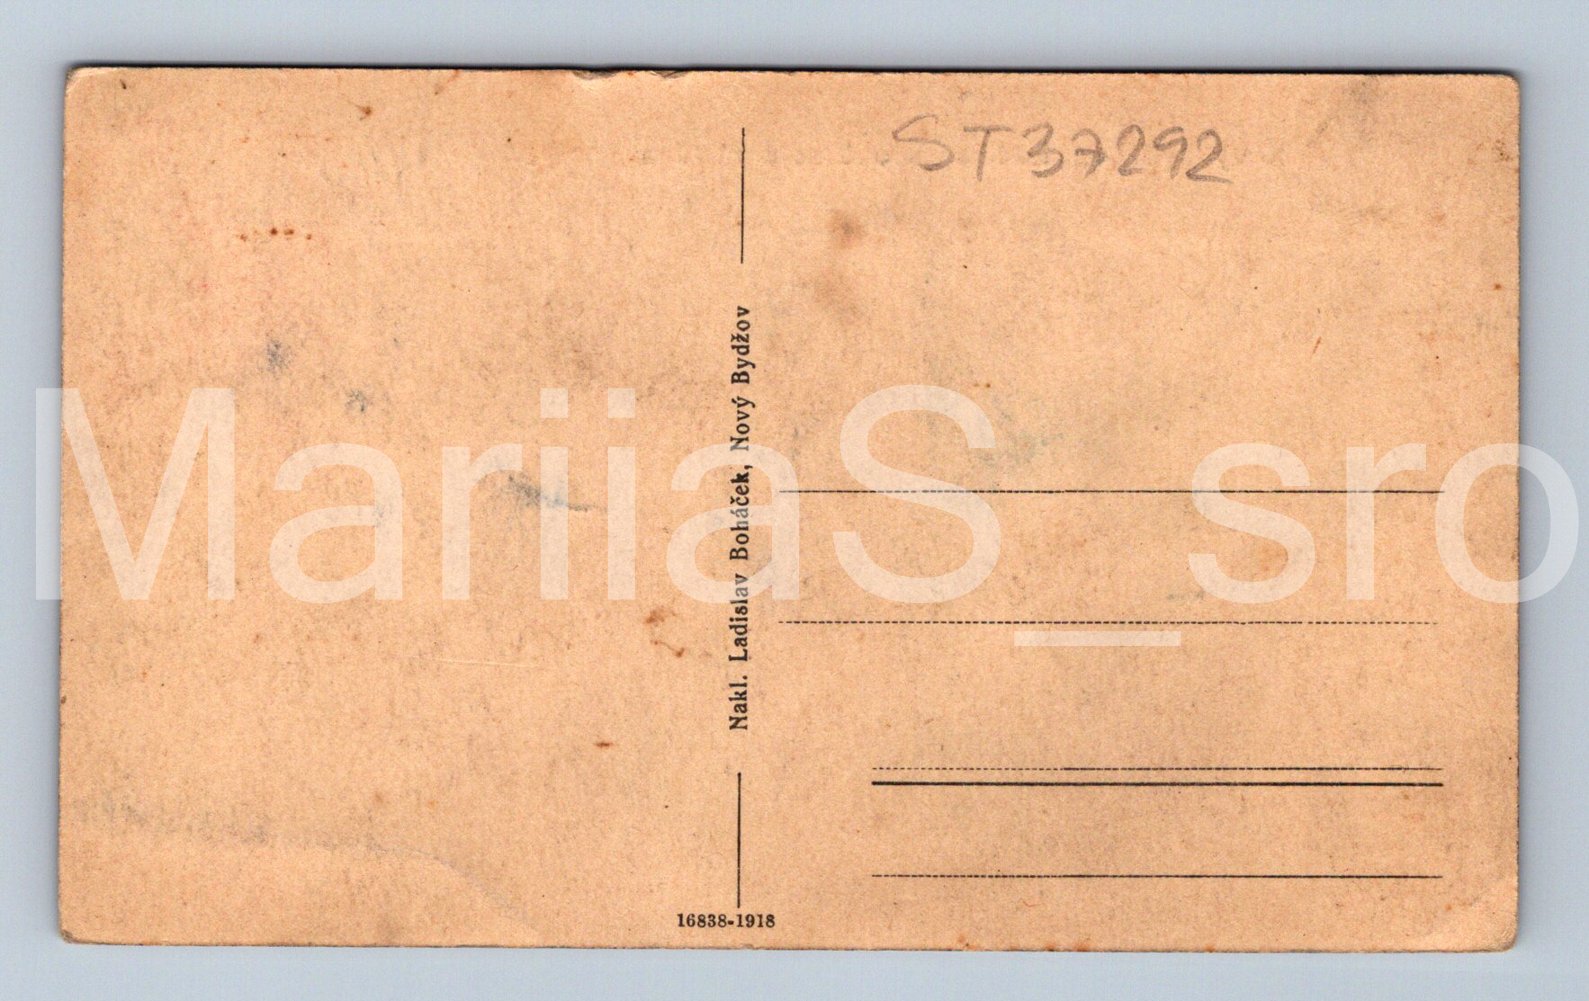 ST37292
Nakl. Ladislav Boháček, Nový Bydžov
MariiaS_sro
16838-1918